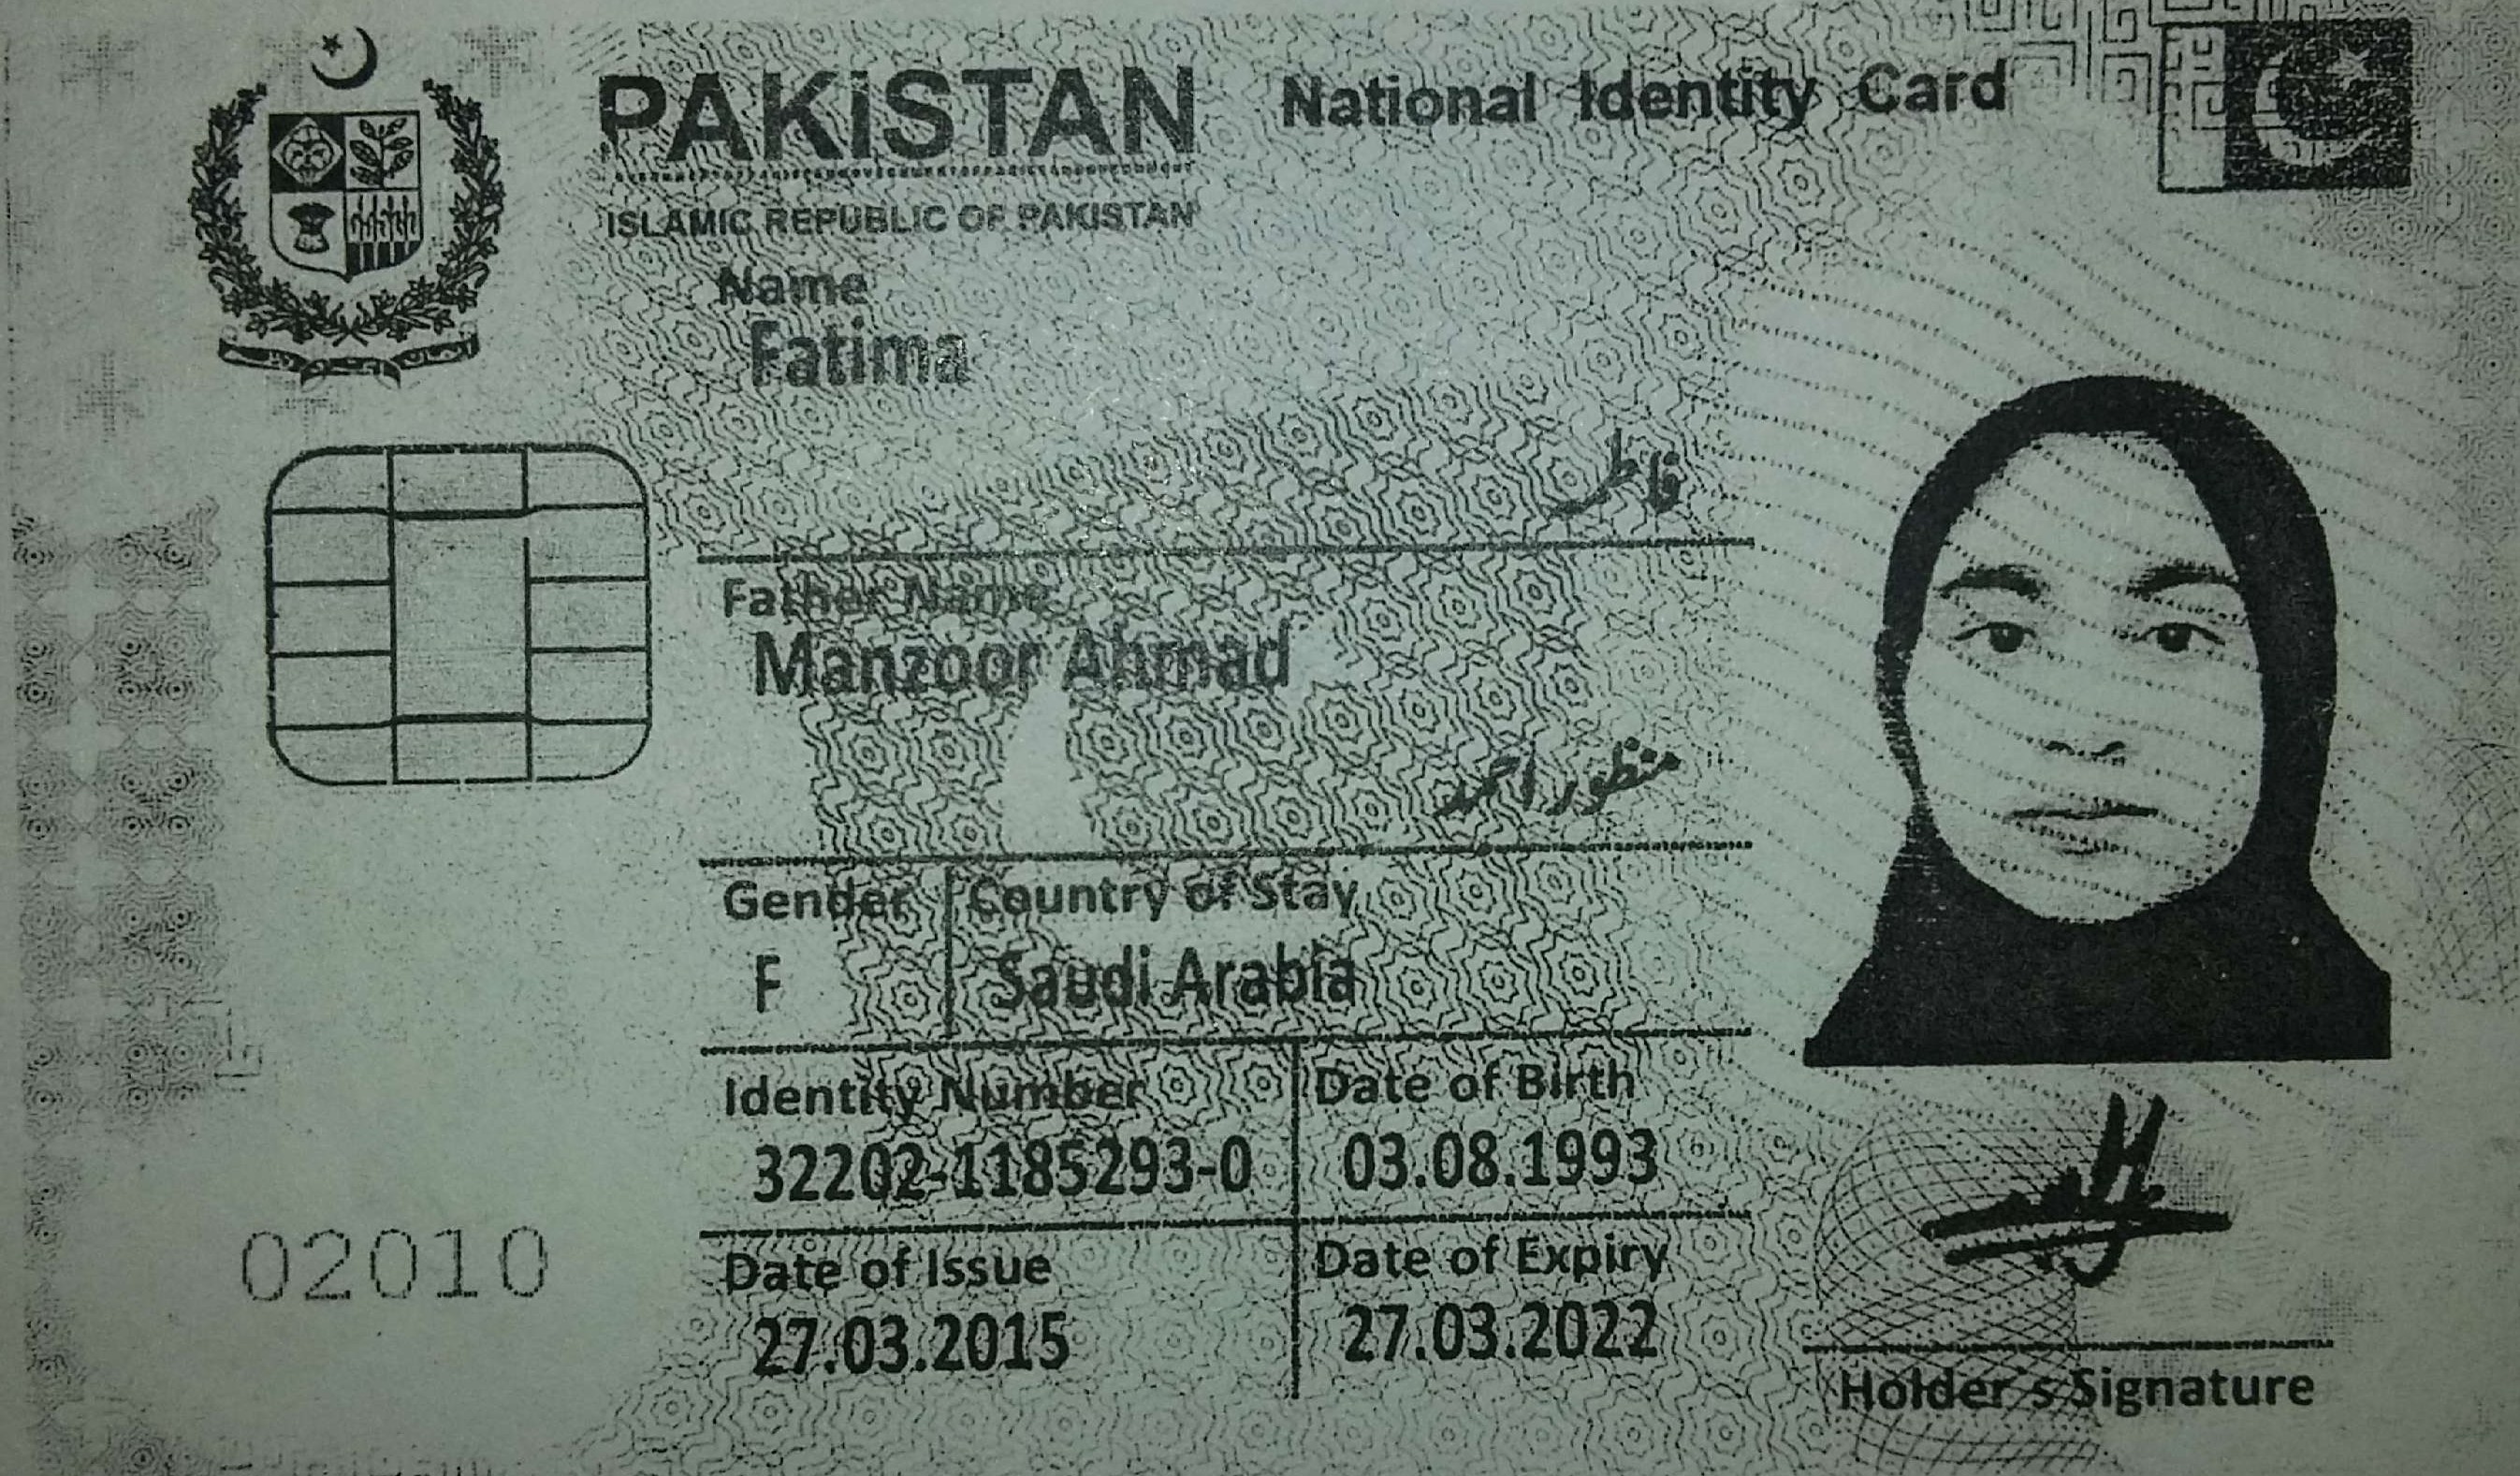 PAKISTAN National Identity Card
ISLAMIC REPUBLIC OF PAKISTAN
Name
Fatima
Father Name
Manzoor Ahmad
منظور احمد
Gender Country of Stay
F Saudi Arabia
Identity Number Date of Birth
32202-1185293-0 03.08.1993
Date of Issue Date of Expiry
27.03.2015 27.03.2022
02010
Holder's Signature